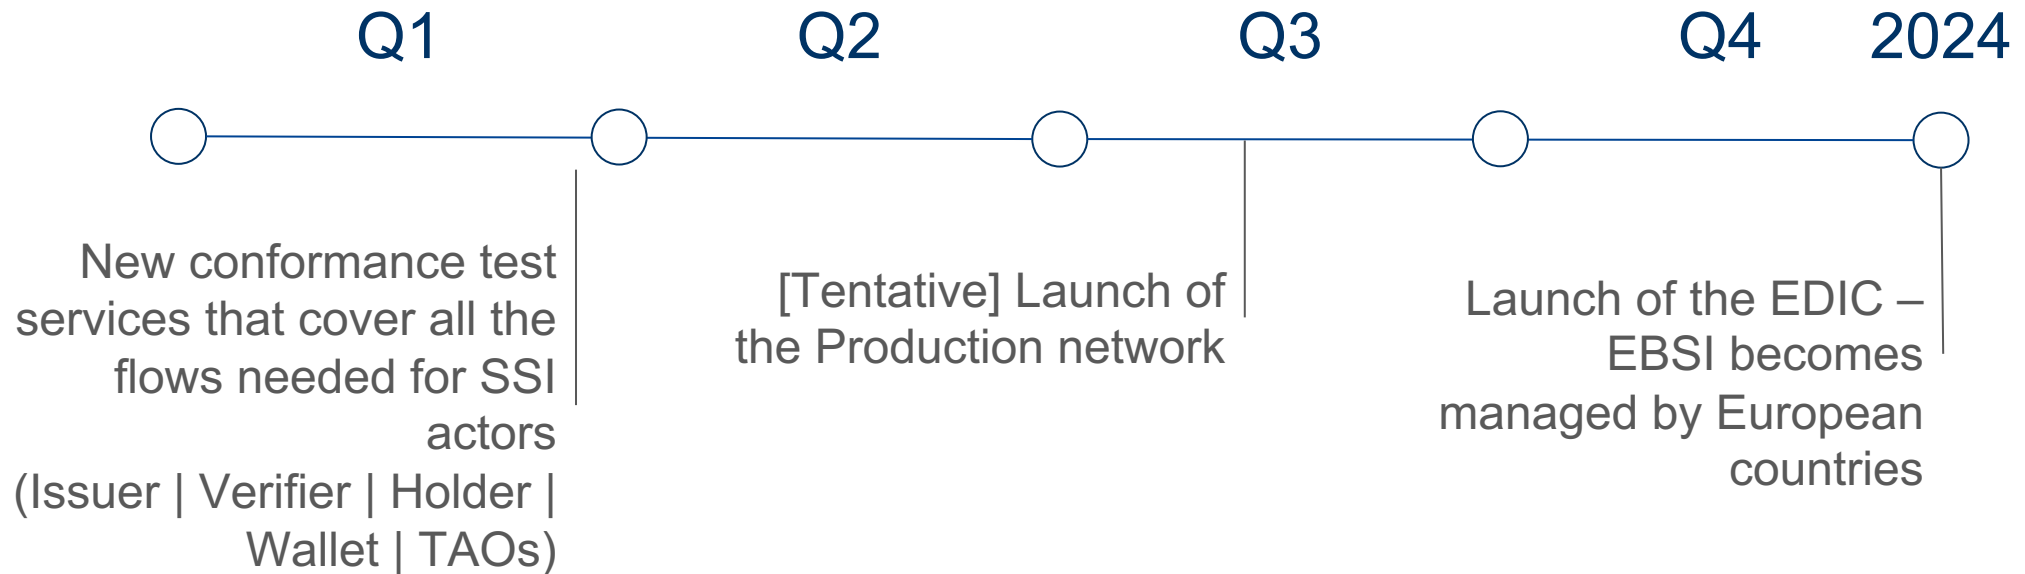 Q1 Q2 Q3 Q4 2024
New conformance test
services that cover all the
flows needed for SSI
actors
(Issuer | Verifier | Holder |
Wallet | TAOs)
[Tentative] Launch of
the Production network
Launch of the EDIC –
EBSI becomes
managed by European
countries